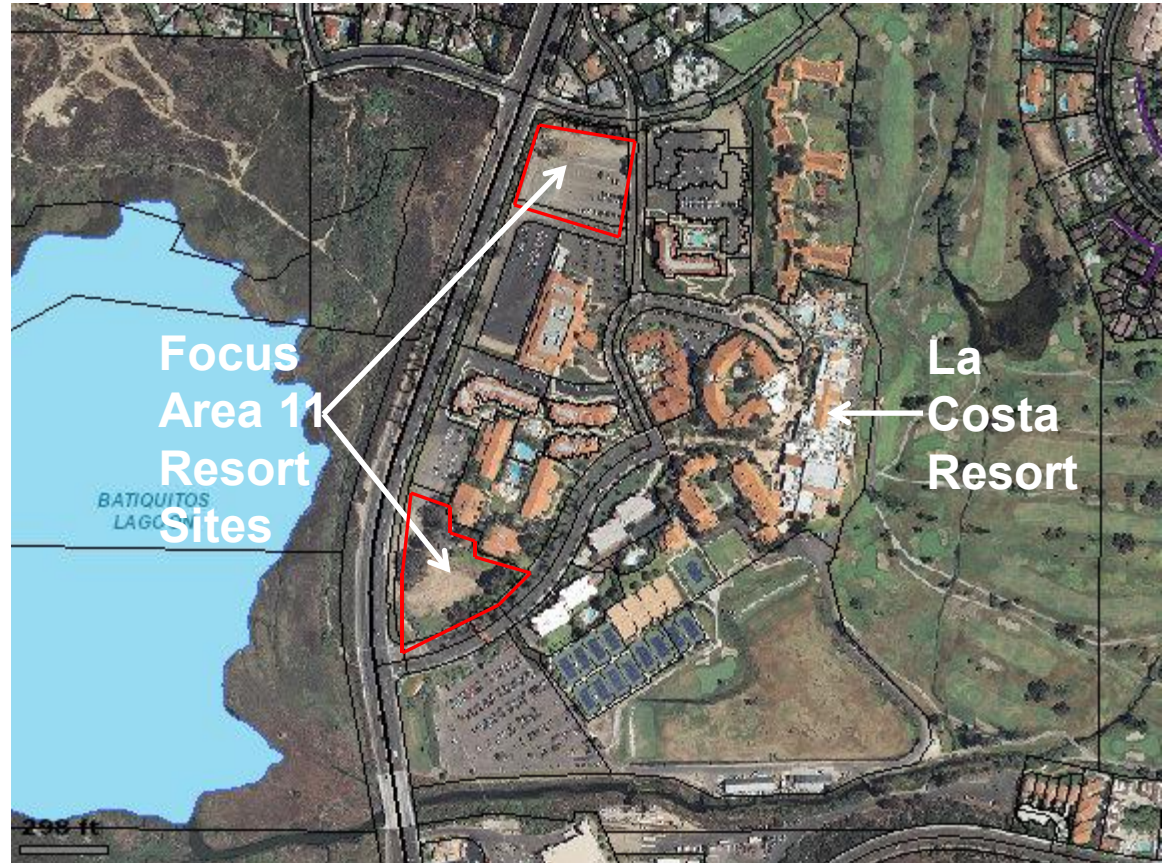 Focus
Area 11
Resort
Sites
La
Costa
Resort
BATIQUITOS
LAGOON
298 ft